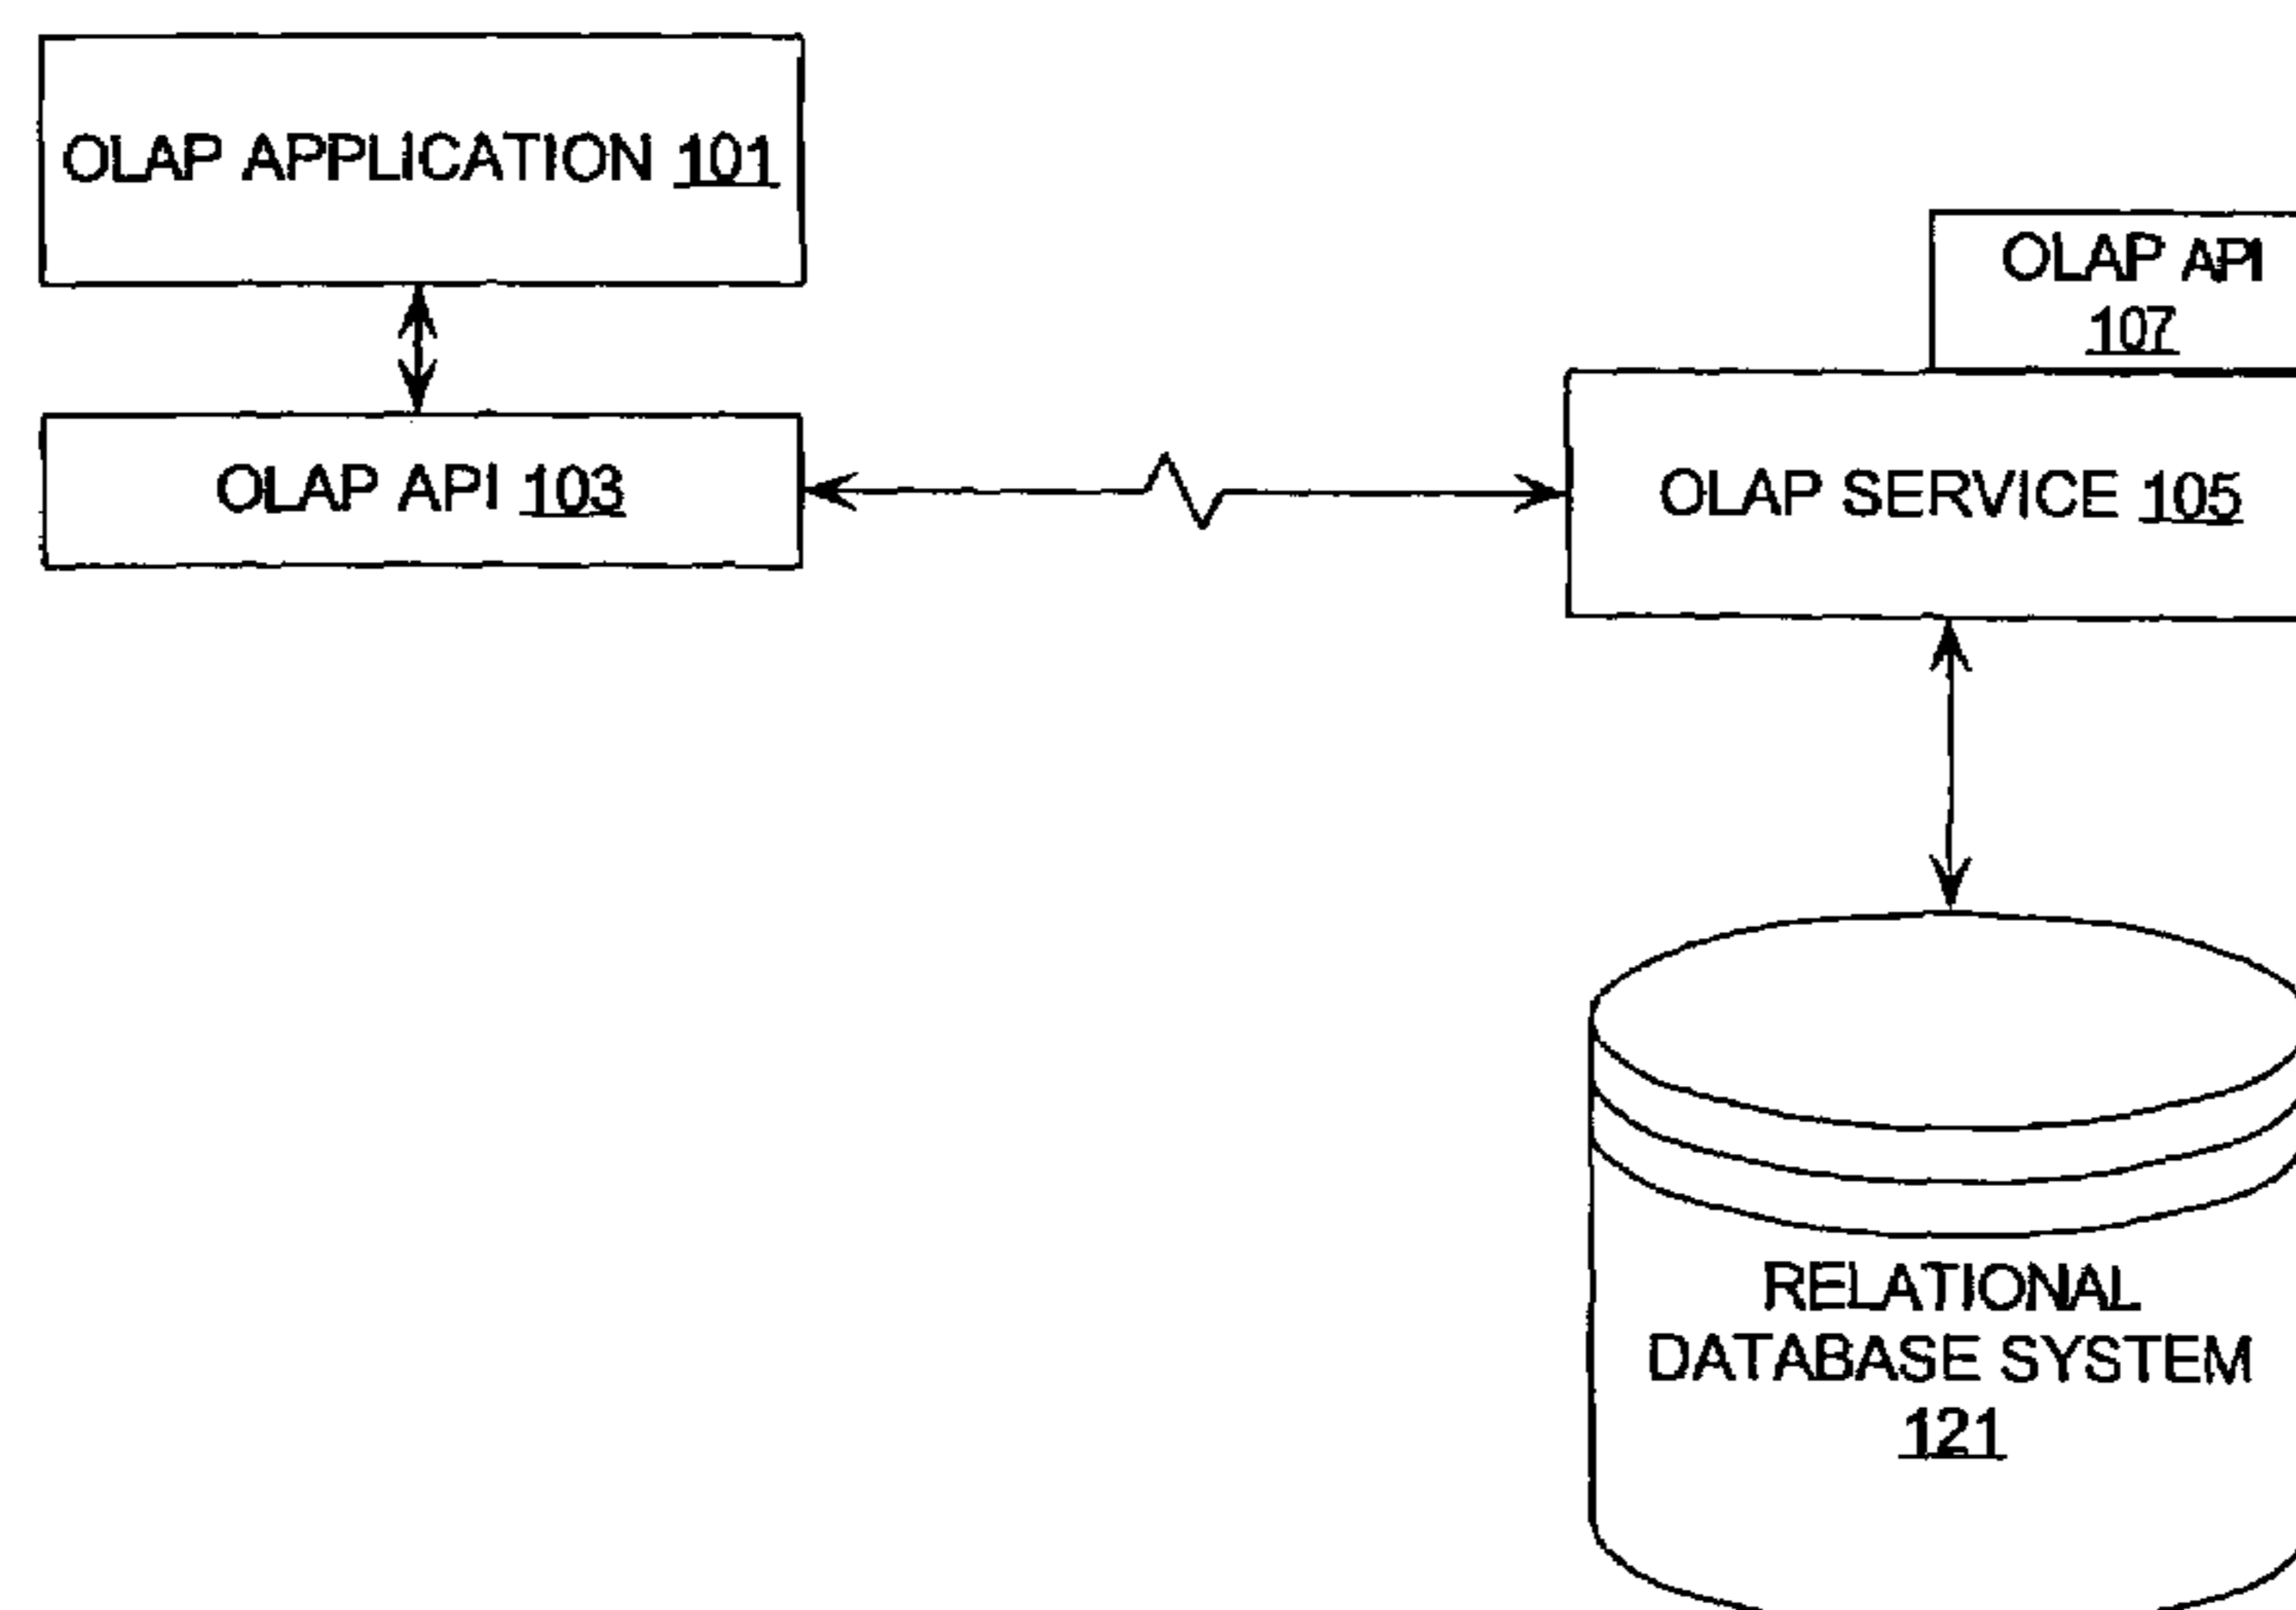 OLAP APPLICATION 101
OLAP API
107
OLAP API 103
OLAP SERVICE 105
RELATIONAL
DATABASE SYSTEM
121